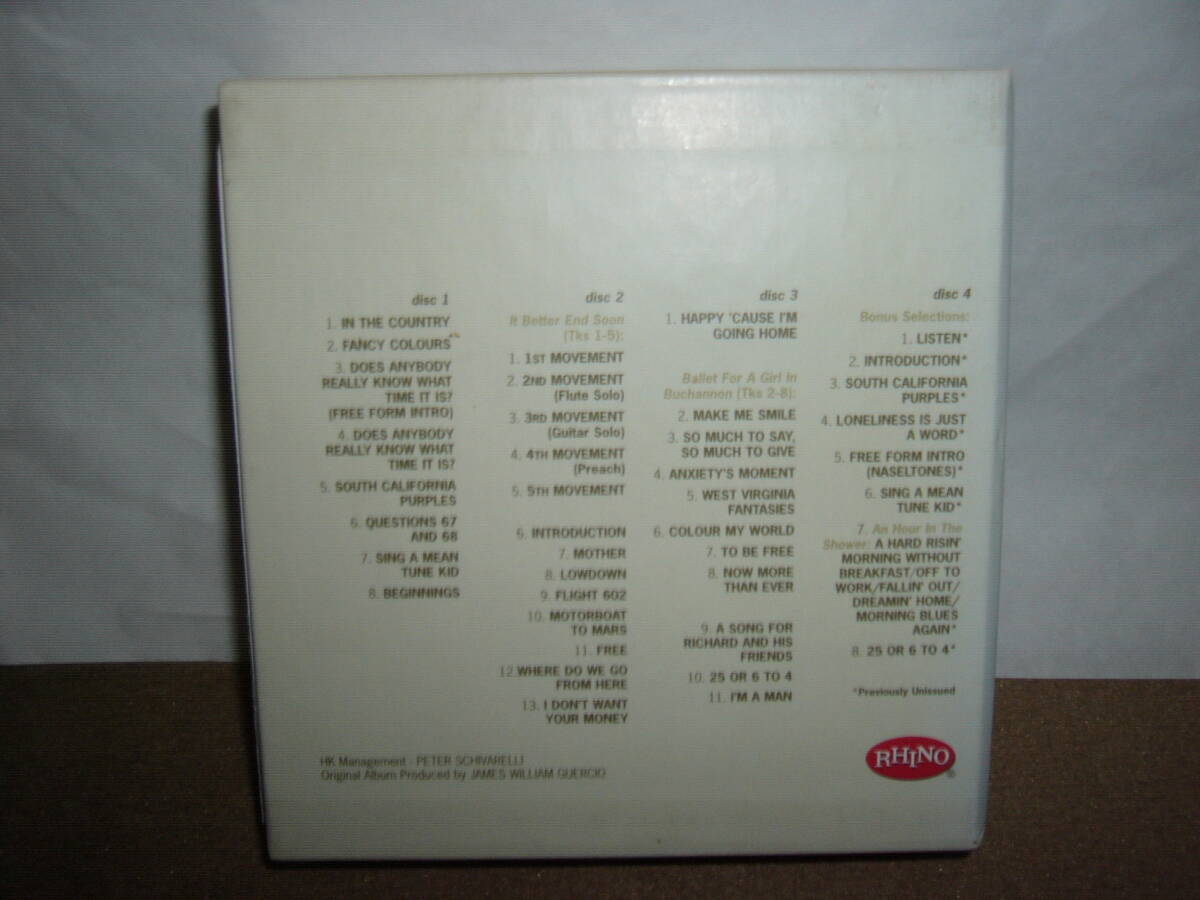 disc 1
1. IN THE COUNTRY
2. FANCY COLOURS
3. DOES ANYBODY
REALLY KNOW WHAT
TIME IT IS?
(FREE FORM INTRO)
4. DOES ANYBODY
REALLY KNOW WHAT
TIME IT IS?
5. SOUTH CALIFORNIA
PURPLES
6. QUESTIONS 67
AND 68
7. SING A MEAN
TUNE KID
8. BEGINNINGS
disc 2
It Better End Soon
(Tks 1-5):
1. 1ST MOVEMENT
2. 2ND MOVEMENT
(Flute Solo)
3. 3RD MOVEMENT
(Guitar Solo)
4. 4TH MOVEMENT
(Preach)
5. 5TH MOVEMENT
6. INTRODUCTION
7. MOTHER
8. LOWDOWN
9. FLIGHT 602
10. MOTORBOAT
TO MARS
11. FREE
12. WHERE DO WE GO
FROM HERE
13. I DON'T WANT
YOUR MONEY
disc 3
1. HAPPY 'CAUSE I'M
GOING HOME
Ballet For A Girl In
Buchannon (Tks 2-8):
2. MAKE ME SMILE
3. SO MUCH TO SAY,
SO MUCH TO GIVE
4. ANXIETY'S MOMENT
5. WEST VIRGINIA
FANTASIES
6. COLOUR MY WORLD
7. TO BE FREE
8. NOW MORE
THAN EVER
9. A SONG FOR
RICHARD AND HIS
FRIENDS
10. 25 OR 6 TO 4
11. I'M A MAN
disc 4
Bonus Selections:
1. LISTEN*
2. INTRODUCTION*
3. SOUTH CALIFORNIA
PURPLES*
4. LONELINESS IS JUST
A WORD*
5. FREE FORM INTRO
(NASELTONES)*
6. SING A MEAN
TUNE KID*
7. An Hour In The
Shower: A HARD RISIN'
MORNING WITHOUT
BREAKFAST/OFF TO
WORK/FALLIN' OUT/
DREAMIN' HOME/
MORNING BLUES
AGAIN*
8. 25 OR 6 TO 4*
*Previously Unissued
HK Management - PETER SCHIVARELLI
Original Album Produced by JAMES WILLIAM GUERCIO
RHINO®